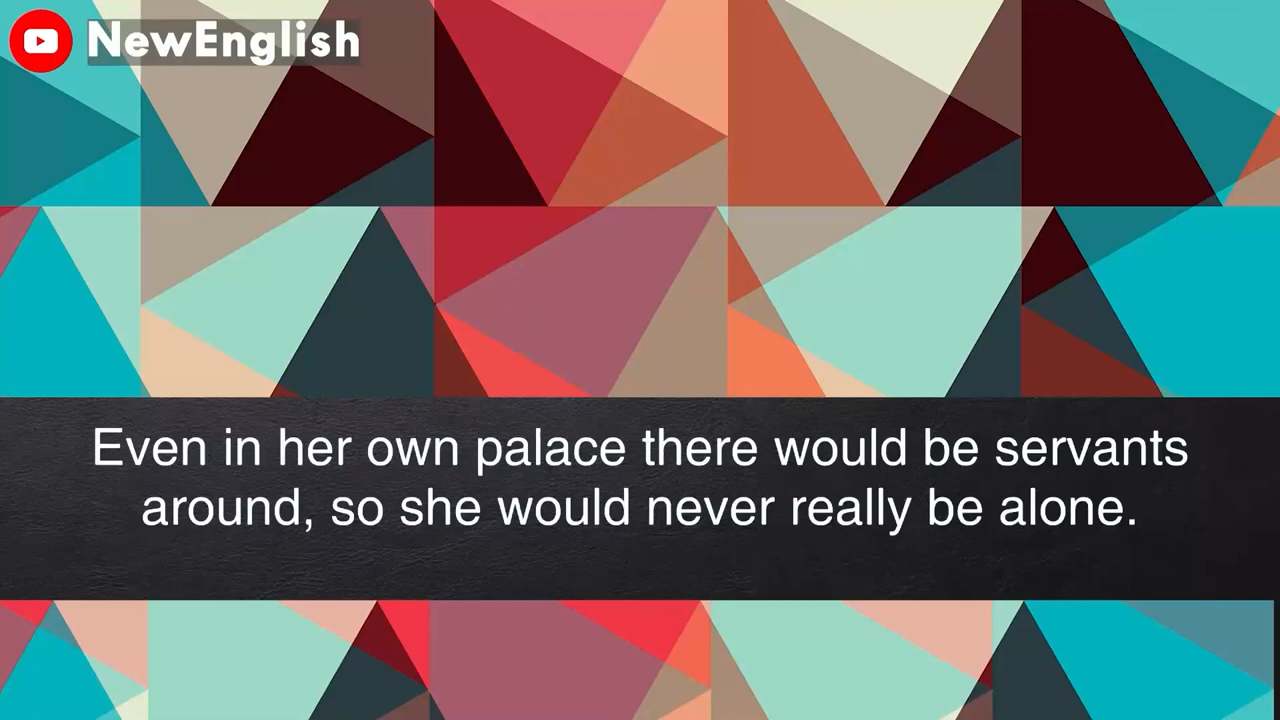 NewEnglish
Even in her own palace there would be servants
around, so she would never really be alone.